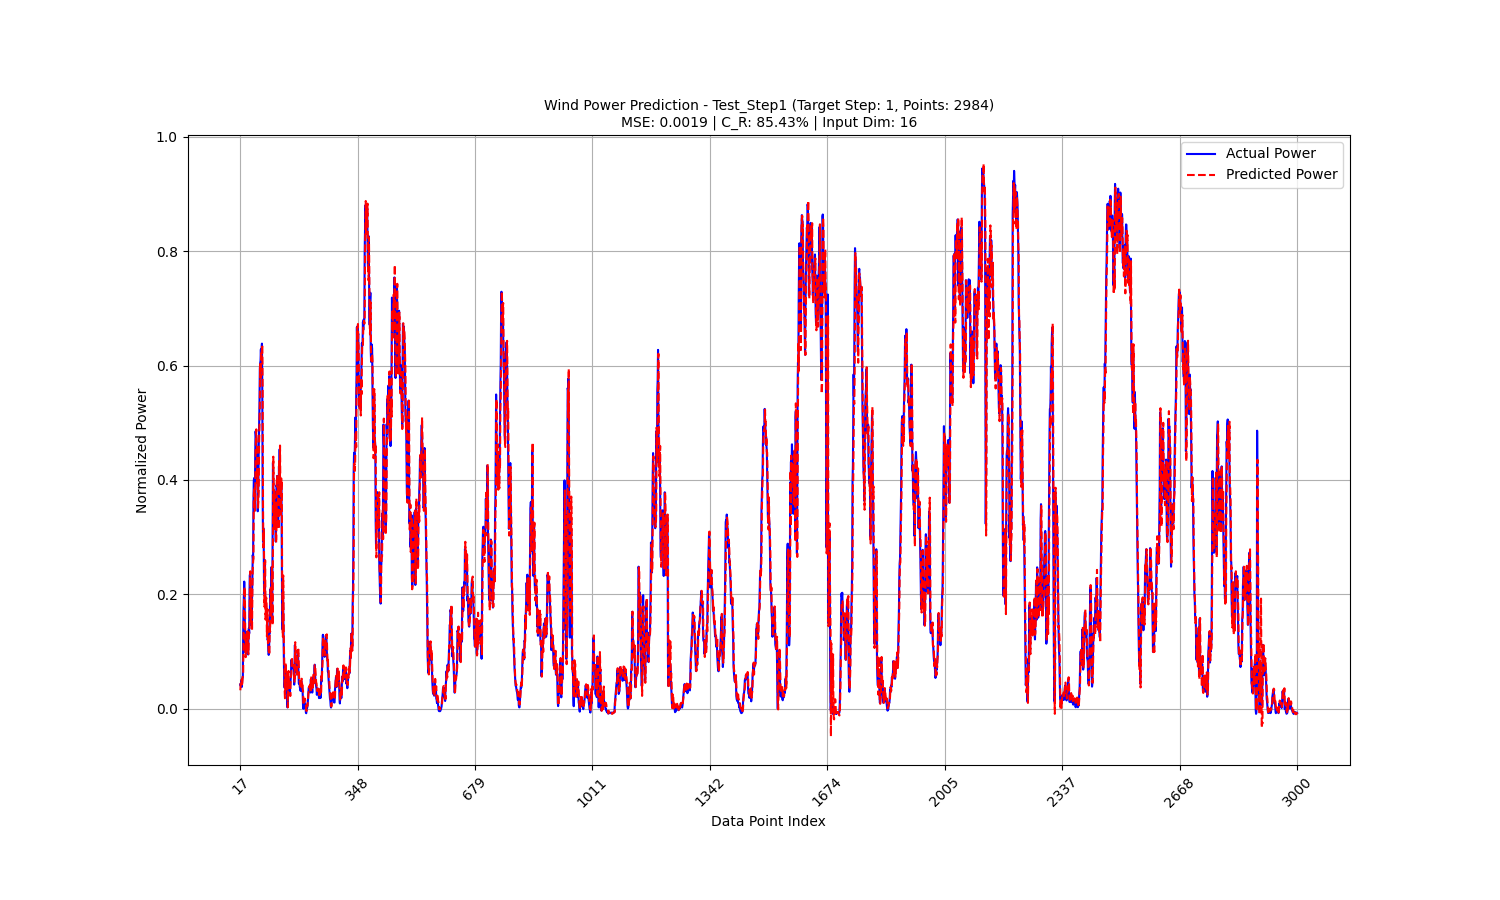 Wind Power Prediction - Test_Step1 (Target Step: 1, Points: 2984)
MSE: 0.0019 | C_R: 85.43% | Input Dim: 16
Actual Power
Predicted Power
Normalized Power
1.0
0.8
0.6
0.4
0.2
0.0
17
348
679
1011
1342
1674
2005
2337
2668
3000
Data Point Index